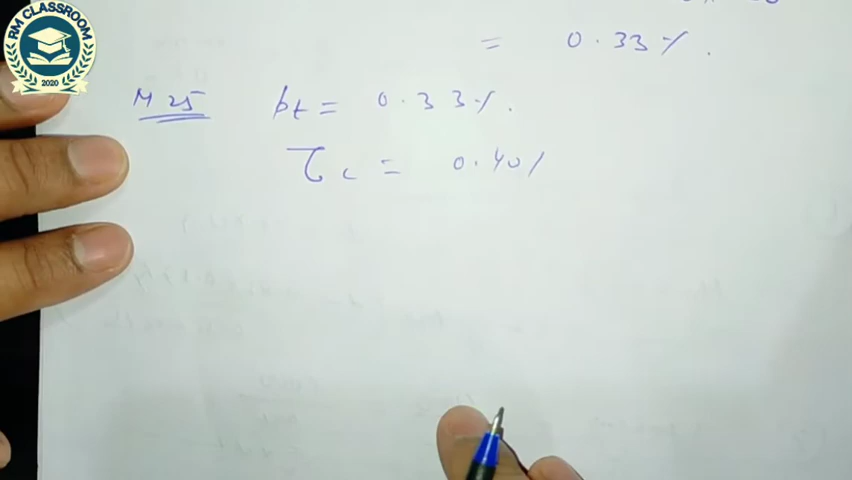 RM CLASSROOM
2020
= 0.33%.
M25 pt = 0.33%.
τc = 0.40/